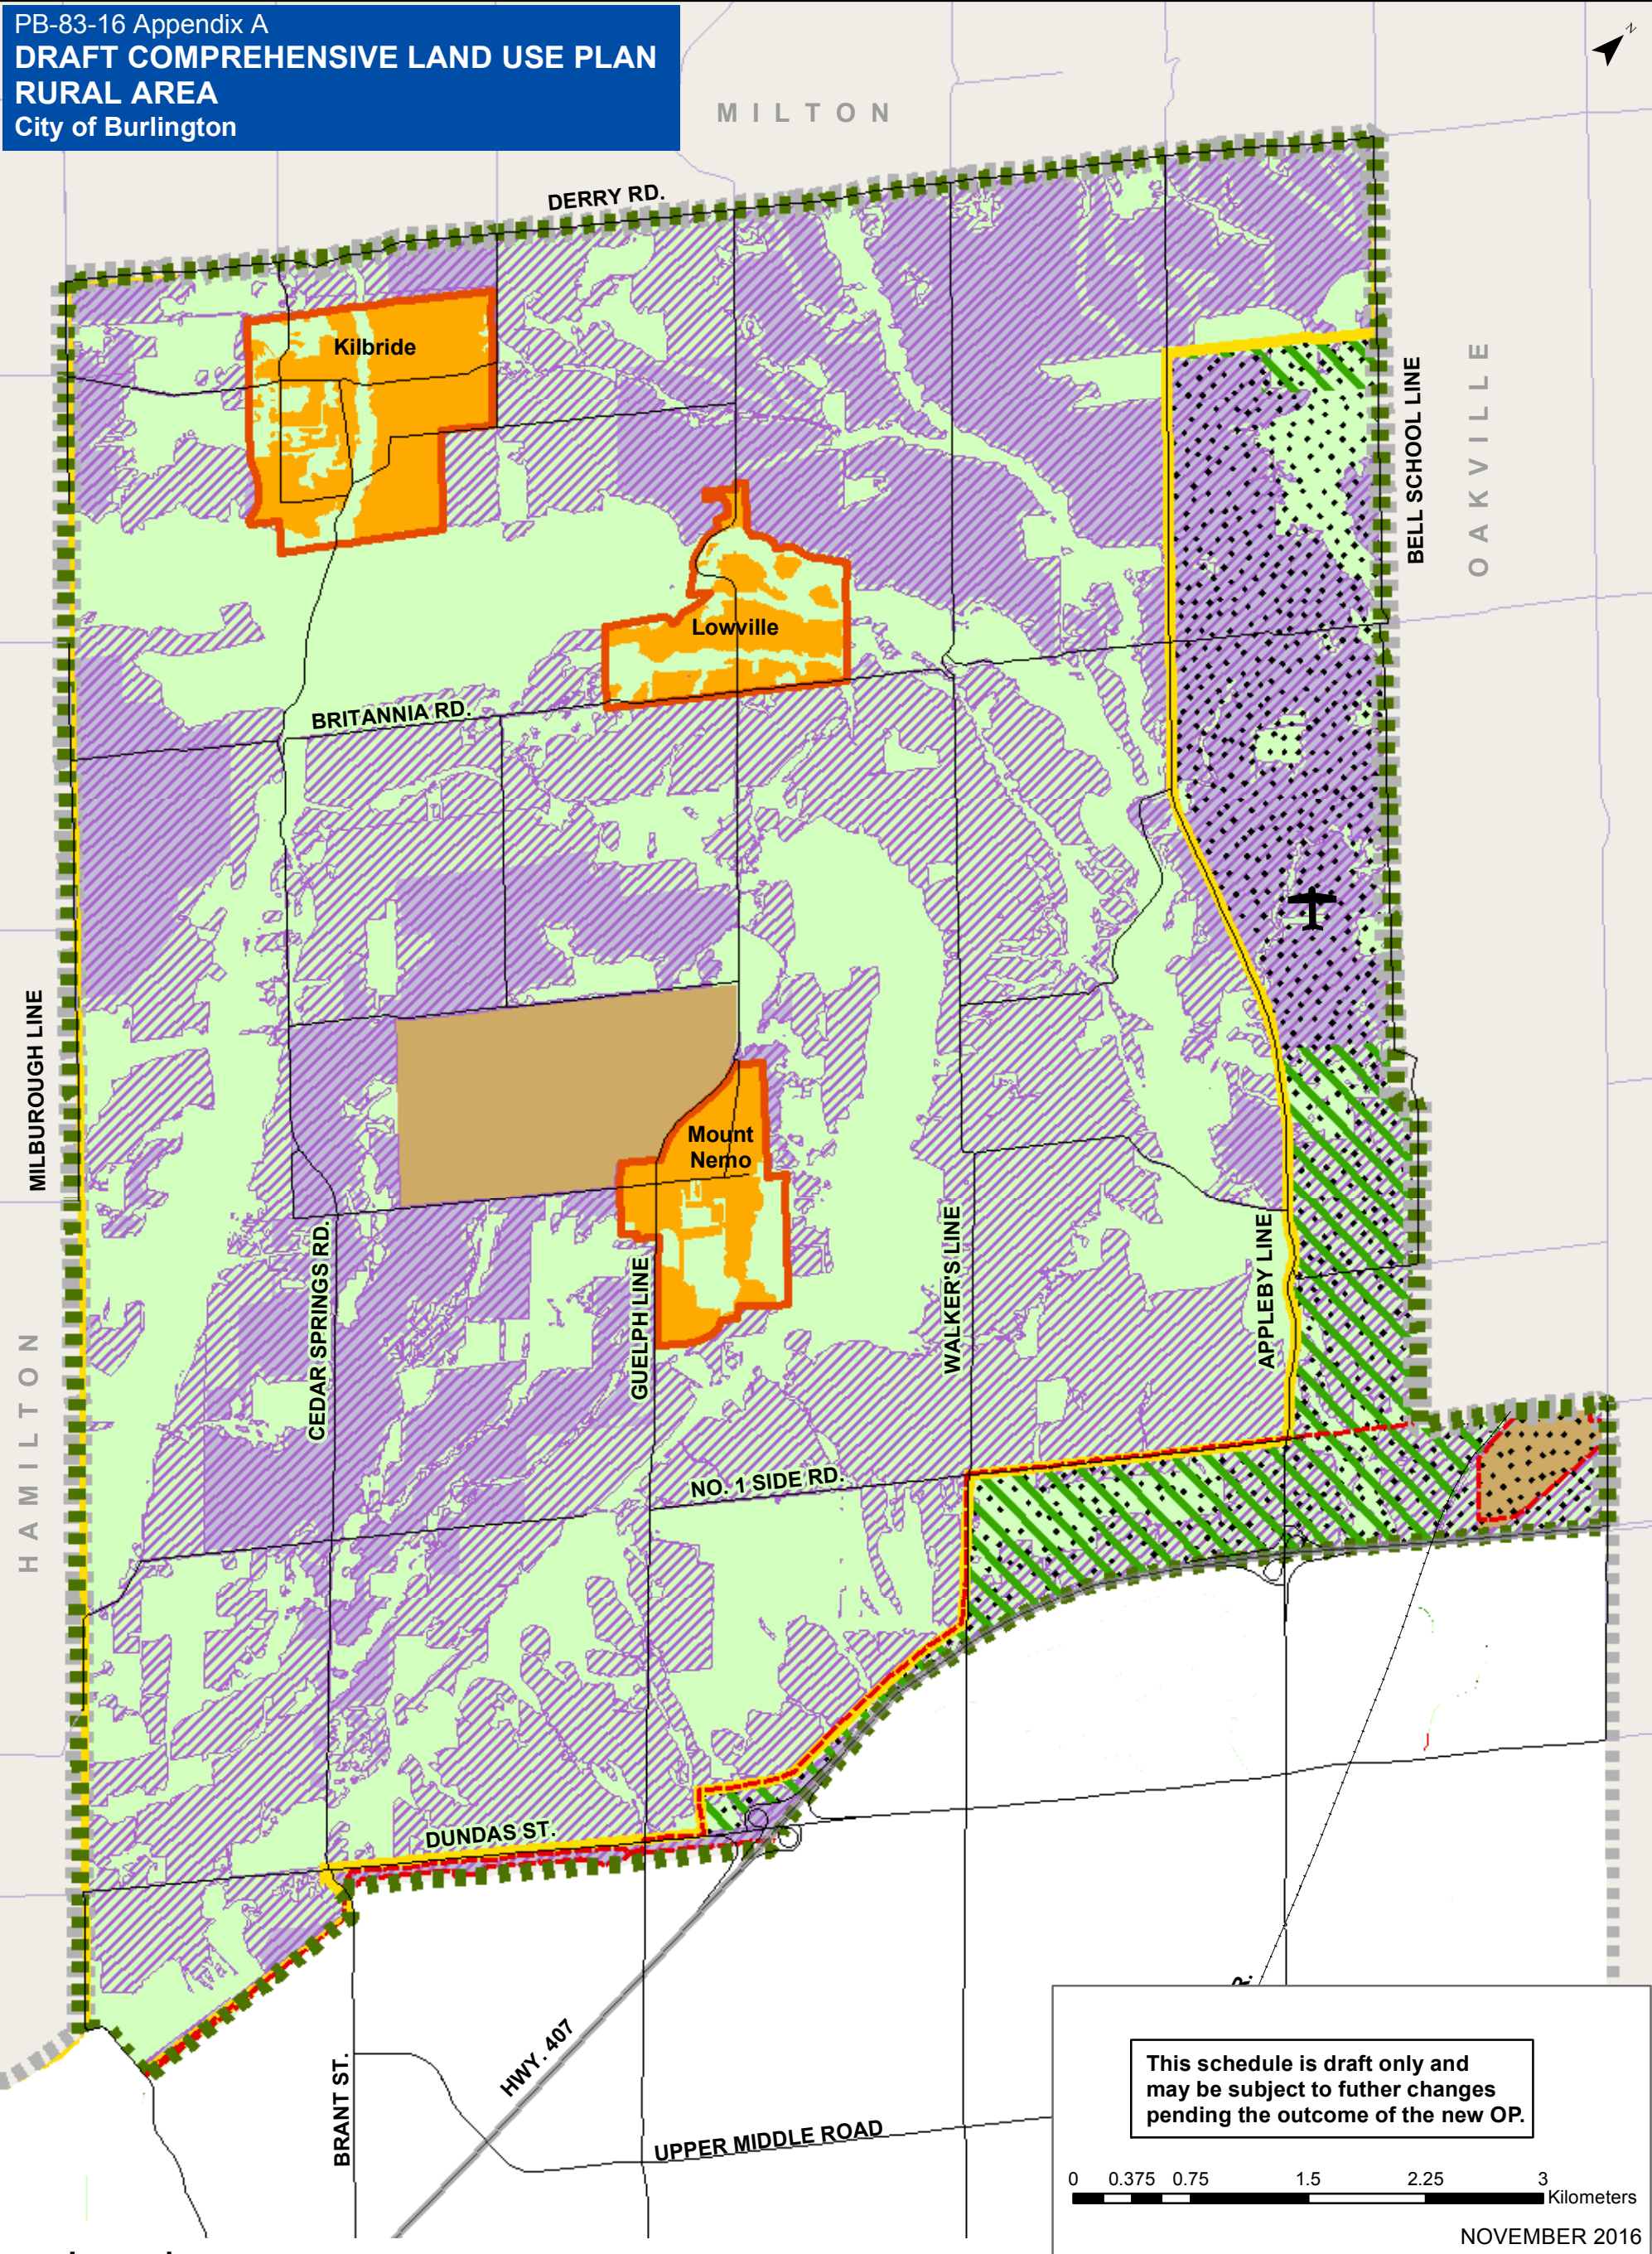 PB-83-16 Appendix A
DRAFT COMPREHENSIVE LAND USE PLAN
RURAL AREA
City of Burlington
N
MILTON
DERRY RD.
Kilbride
BELL SCHOOL LINE
OAKVILLE
Lowville
BRITANNIA RD.
MILBOROUGH LINE
Mount
Nemo
CEDAR SPRINGS RD.
GUELPH LINE
WALKER'S LINE
APPLEBY LINE
HAMILTON
NO. 1 SIDE RD.
DUNDAS ST.
HWY. 407
BRANT ST.
UPPER MIDDLE ROAD
R.
This schedule is draft only and
may be subject to futher changes
pending the outcome of the new OP.
0 0.375 0.75 1.5 2.25 3
Kilometers
NOVEMBER 2016